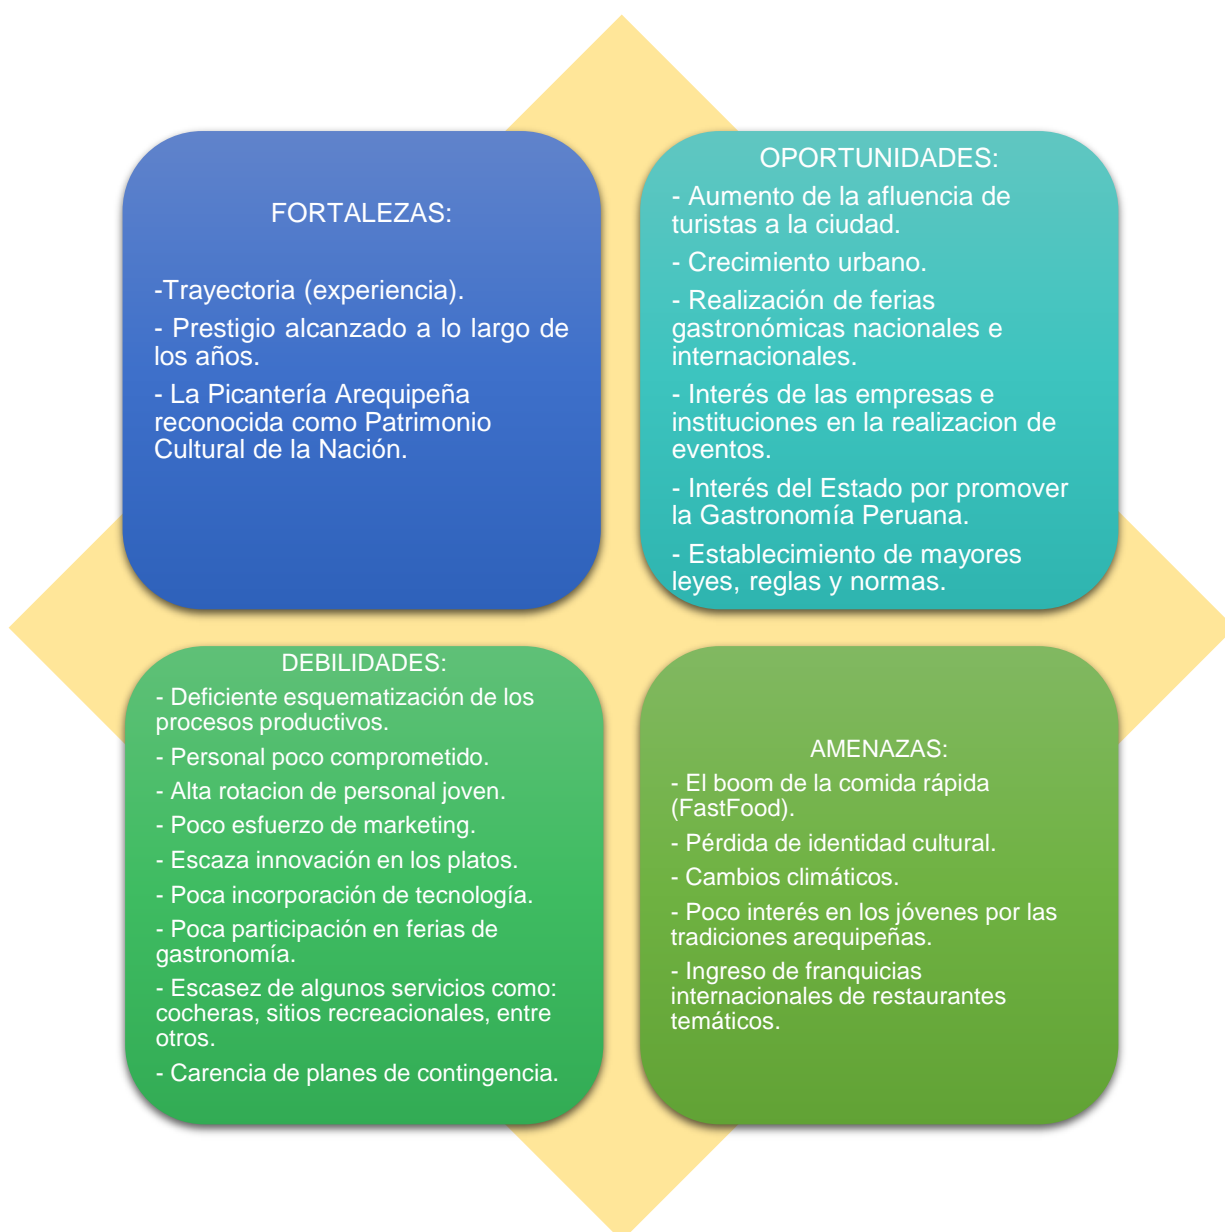 FORTALEZAS:
-Trayectoria (experiencia).
- Prestigio alcanzado a lo largo de
los años.
- La Picantería Arequipeña
reconocida como Patrimonio
Cultural de la Nación.
OPORTUNIDADES:
- Aumento de la afluencia de
turistas a la ciudad.
- Crecimiento urbano.
- Realización de ferias
gastronómicas nacionales e
internacionales.
- Interés de las empresas e
instituciones en la realizacion de
eventos.
- Interés del Estado por promover
la Gastronomía Peruana.
- Establecimiento de mayores
leyes, reglas y normas.
DEBILIDADES:
- Deficiente esquematización de los
procesos productivos.
- Personal poco comprometido.
- Alta rotacion de personal joven.
- Poco esfuerzo de marketing.
- Escaza innovación en los platos.
- Poca incorporación de tecnología.
- Poca participación en ferias de
gastronomía.
- Escasez de algunos servicios como:
cocheras, sitios recreacionales, entre
otros.
- Carencia de planes de contingencia.
AMENAZAS:
- El boom de la comida rápida
(FastFood).
- Pérdida de identidad cultural.
- Cambios climáticos.
- Poco interés en los jóvenes por las
tradiciones arequipeñas.
- Ingreso de franquicias
internacionales de restaurantes
temáticos.